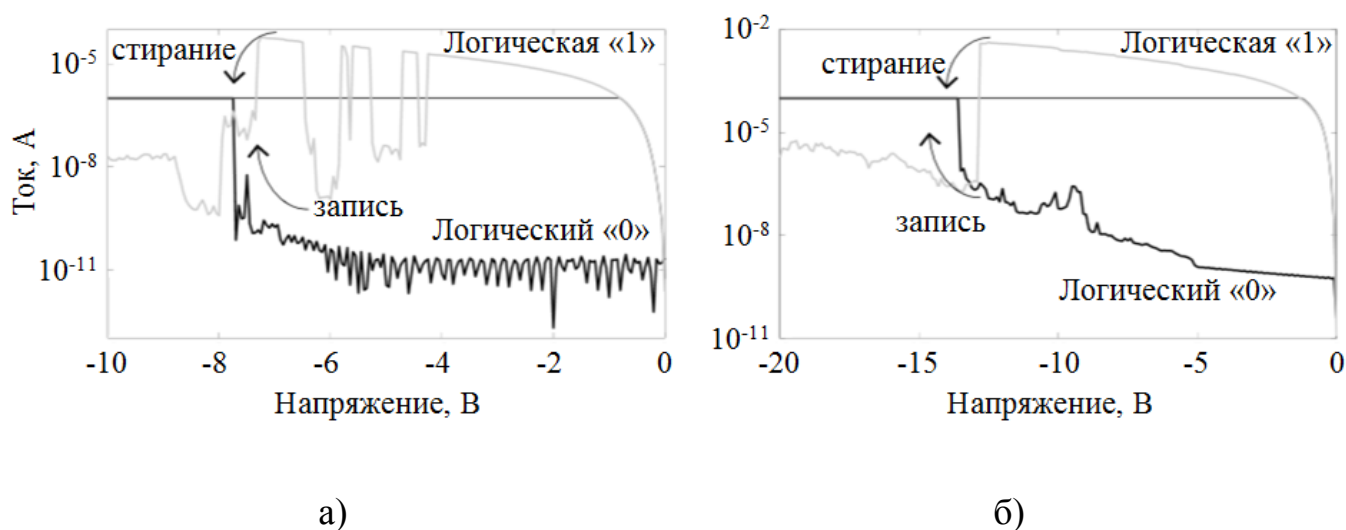 10⁻⁵
10⁻⁸
10⁻¹¹
Ток, А
стирание
Логическая «1»
запись
Логический «0»
-10
-8
-6
-4
-2
0
Напряжение, В
а)
10⁻²
10⁻⁵
10⁻⁸
10⁻¹¹
стирание
Логическая «1»
запись
Логический «0»
-20
-15
-10
-5
0
Напряжение, В
б)